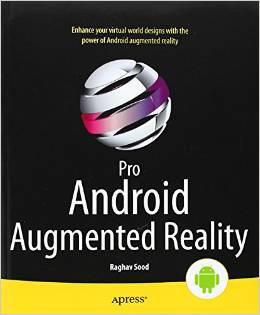 Enhance your virtual world designs with the
power of Android augmented reality
Pro
Android
Augmented Reality
Raghav Sood
Apress®